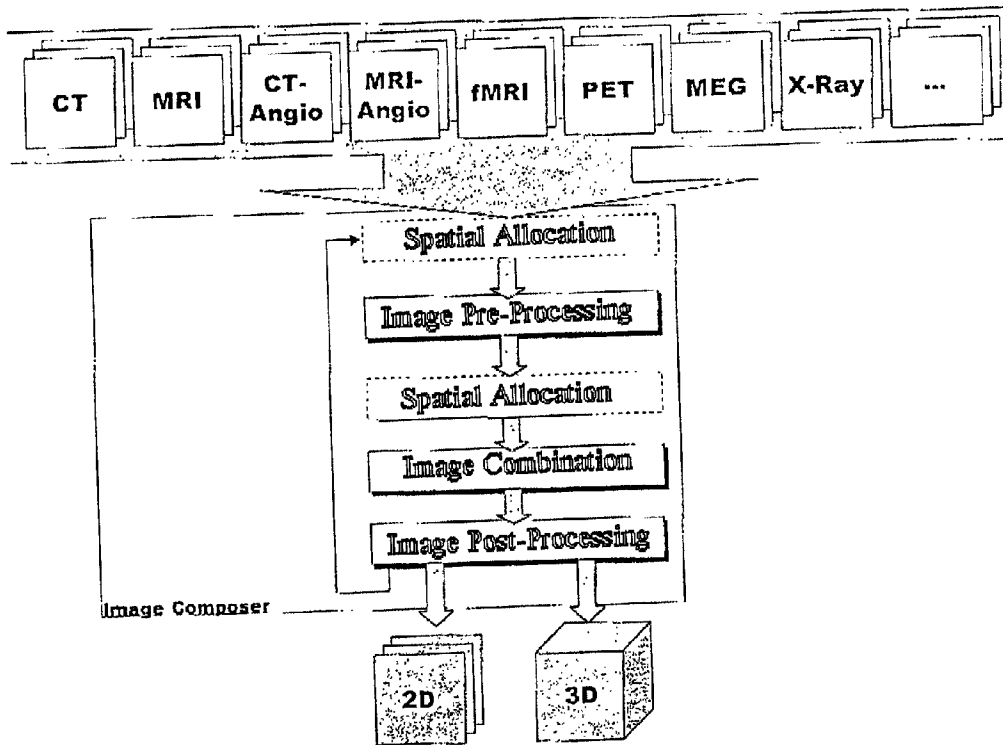 CT
MRI
CT-
Angio
MRI-
Angio
fMRI
PET
MEG
X-Ray
...
Spatial Allocation
Image Pre-Processing
Spatial Allocation
Image Combination
Image Post-Processing
Image Composer
2D
3D